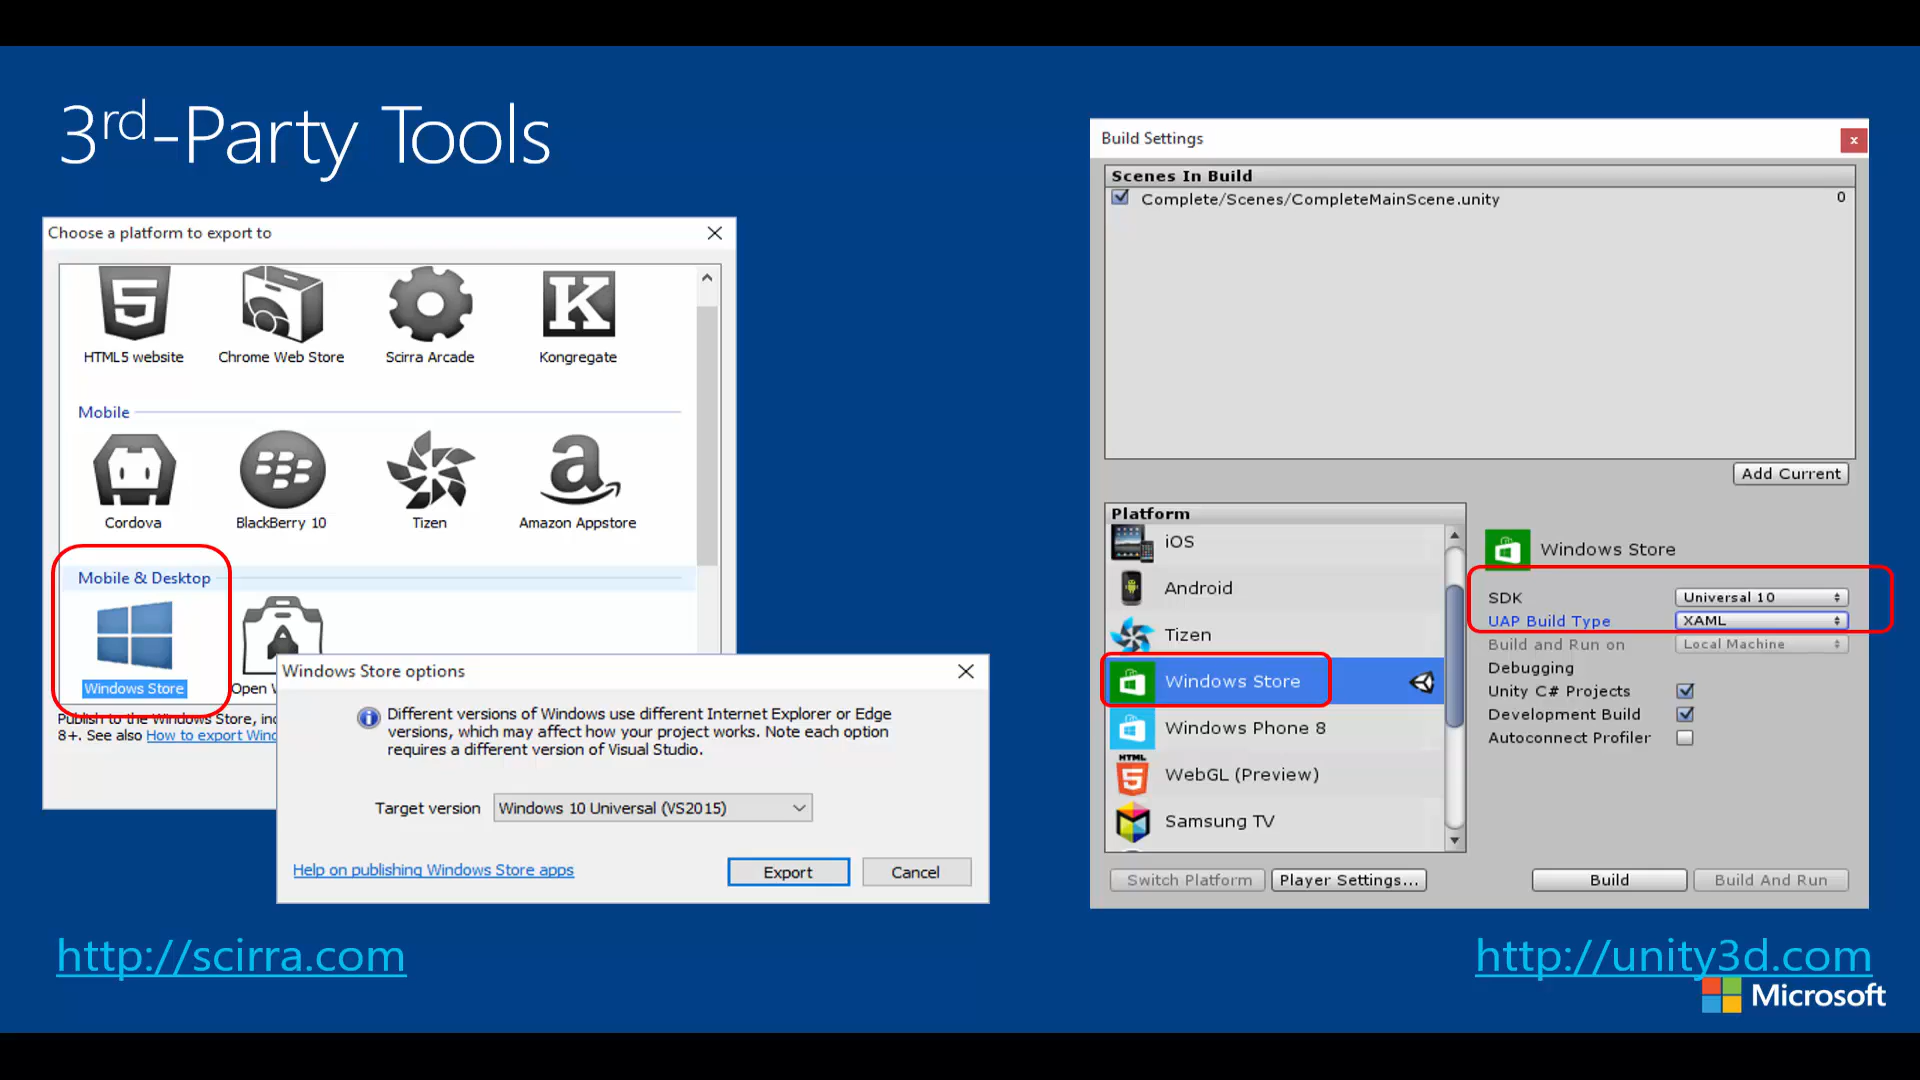 3rd-Party Tools
Choose a platform to export to
HTML5 website
Chrome Web Store
Scirra Arcade
Kongregate
Mobile
Cordova
BlackBerry 10
Tizen
Amazon Appstore
Mobile & Desktop
Windows Store
Open
Publish to the Windows Store,
8+. See also How to export
Windows Store options
Different versions of Windows use different Internet Explorer or Edge
versions, which may affect how your project works. Note each option
requires a different version of Visual Studio.
Target version
Windows 10 Universal (VS2015)
Help on publishing Windows Store apps
Export
Cancel
http://scirra.com
Build Settings
Scenes In Build
Complete/Scenes/CompleteMainScene.unity
0
Add Current
Platform
iOS
Android
Tizen
Windows Store
Windows Phone 8
HTML
WebGL (Preview)
Samsung TV
Windows Store
SDK
Universal 10
UAP Build Type
XAML
Build and Run on
Local Machine
Debugging
Unity C# Projects
Development Build
Autoconnect Profiler
Switch Platform
Player Settings...
Build
Build And Run
http://unity3d.com
Microsoft